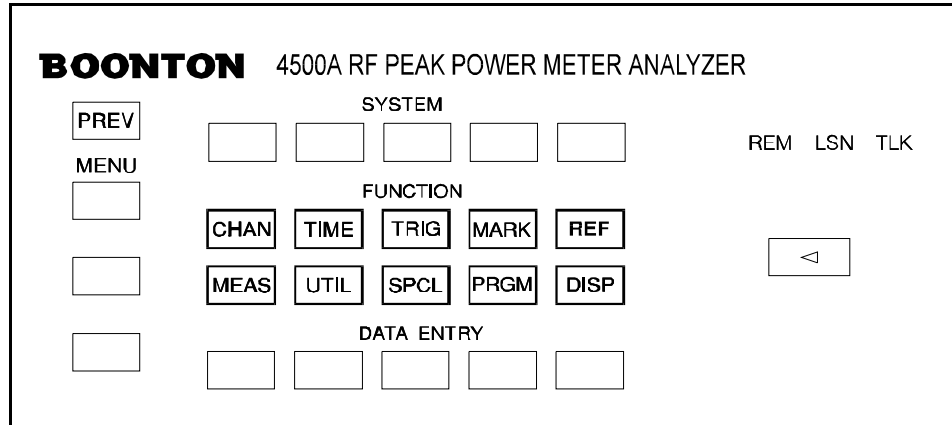 BOONTON 4500A RF PEAK POWER METER ANALYZER
PREV
SYSTEM
REM LSN TLK
MENU
FUNCTION
CHAN TIME TRIG MARK REF
MEAS UTIL SPCL PRGM DISP
DATA ENTRY